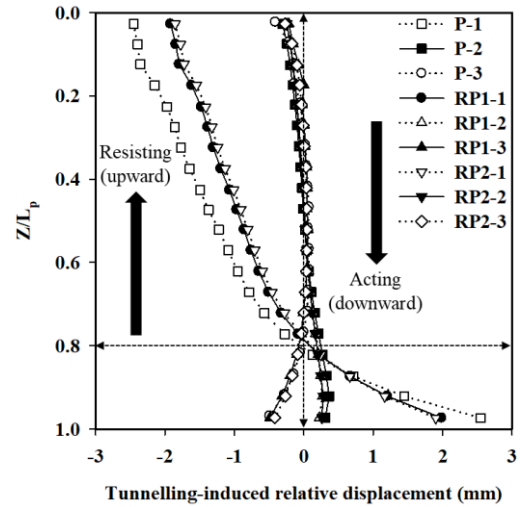 0.0
0.2
0.4
0.6
0.8
1.0
Z/Lp
-3
-2
-1
0
1
2
3
Tunnelling-induced relative displacement (mm)
Resisting
(upward)
Acting
(downward)
P-1
P-2
P-3
RP1-1
RP1-2
RP1-3
RP2-1
RP2-2
RP2-3